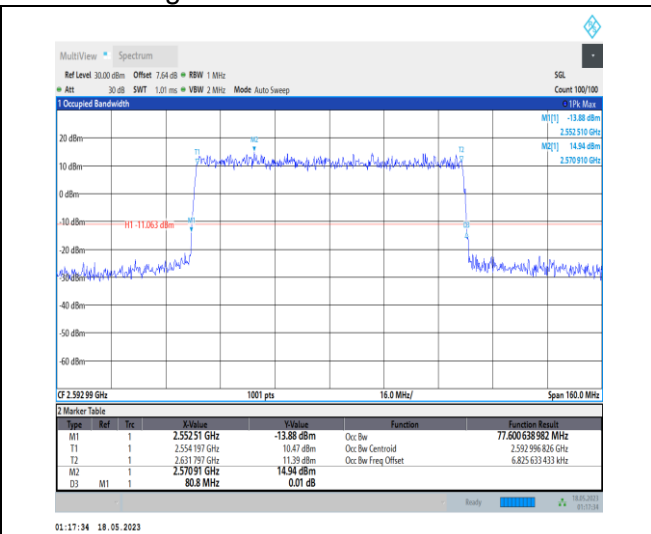 MultiView Spectrum
Ref Level 30.00 dBm Offset 7.64 dB RBW 1 MHz SGL
Att 30 dB SWT 1.01 ms VBW 2 MHz Mode Auto Sweep Count 100/100
1 Occupied Bandwidth 1Pk Max
M1[1] -13.88 dBm
2.552 510 GHz
M2[1] 14.94 dBm
2.570 910 GHz
20 dBm
M2
T1
T2
10 dBm
0 dBm
-10 dBm
H1 -11.063 dBm
M1
D3
-20 dBm
-30 dBm
-40 dBm
-50 dBm
-60 dBm
CF 2.592 99 GHz 1001 pts 16.0 MHz/ Span 160.0 MHz
2 Marker Table
Type Ref Trc X-Value Y-Value Function Function Result
M1 1 2.552 51 GHz -13.88 dBm Occ Bw 77.600 638 982 MHz
T1 1 2.554 197 GHz 10.47 dBm Occ Bw Centroid 2.592 996 826 GHz
T2 1 2.631 797 GHz 11.39 dBm Occ Bw Freq Offset 6.825 633 433 kHz
M2 1 2.570 91 GHz 14.94 dBm
D3 M1 1 80.8 MHz 0.01 dB
Ready 18.05.2023
01:17:34
01:17:34 18.05.2023